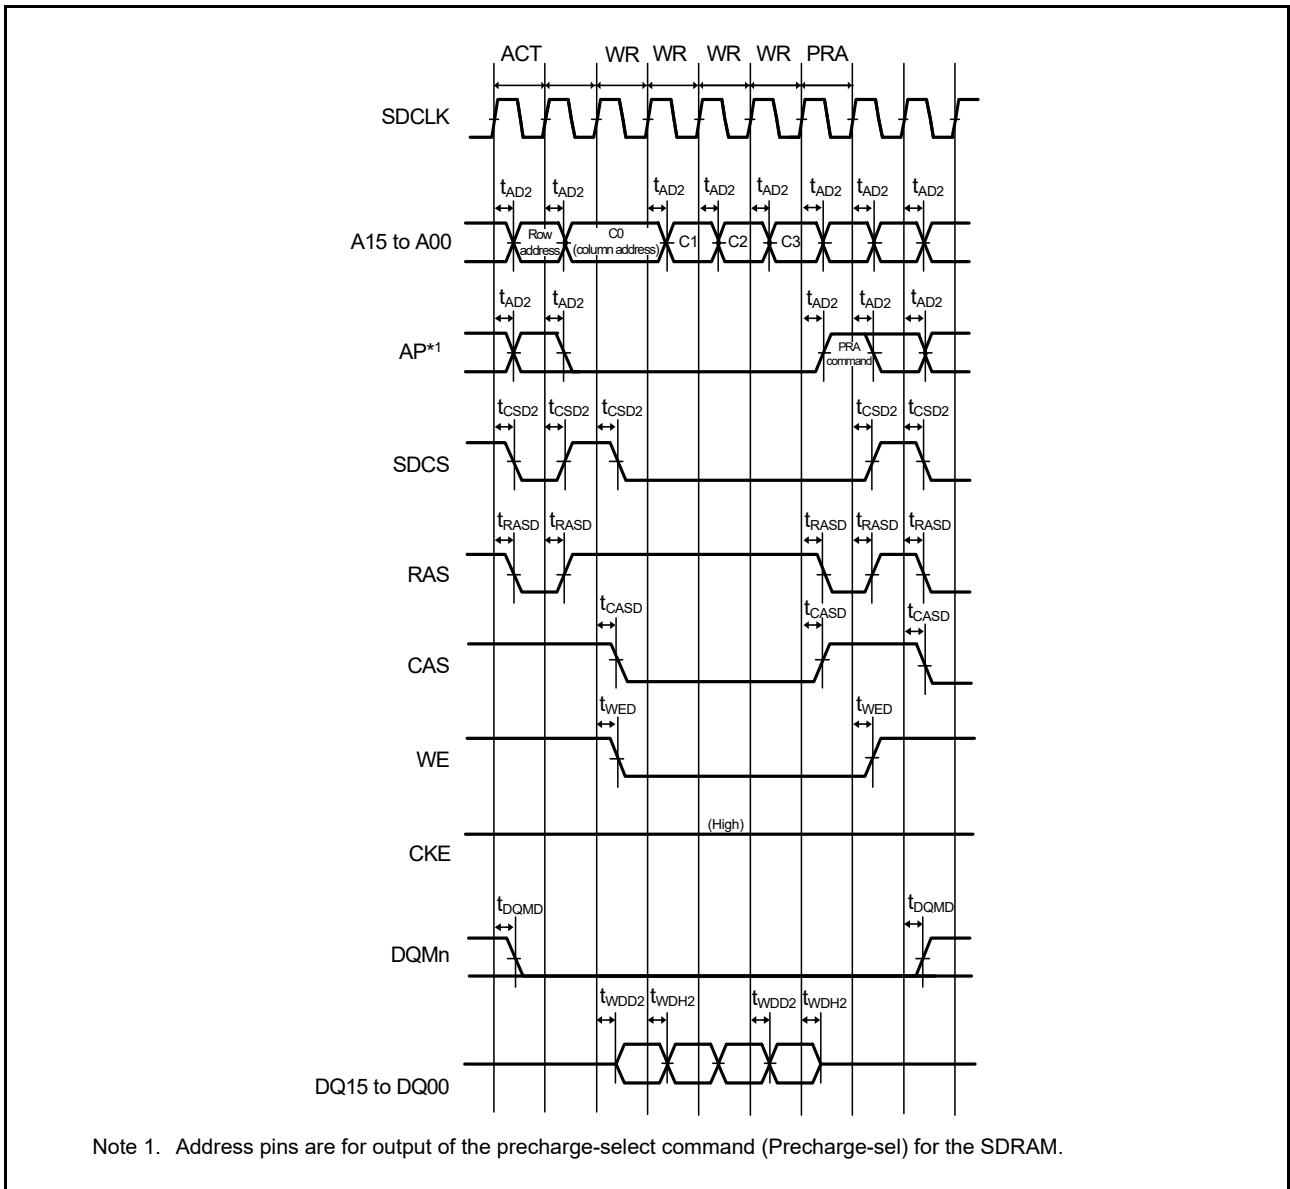 ACT WR WR WR WR PRA
SDCLK
tAD2 tAD2 tAD2 tAD2 tAD2 tAD2 tAD2 tAD2
A15 to A00
Row address
C0 (column address)
C1 C2 C3
tAD2 tAD2 tAD2 tAD2 tAD2
AP*1
PRA command
tCSD2 tCSD2 tCSD2 tCSD2 tCSD2
SDCS
tRASD tRASD tRASD tRASD tRASD
RAS
tCASD tCASD tCASD
CAS
tWED tWED
WE
(High)
CKE
tDQMD tDQMD
DQMn
tWDD2 tWDH2 tWDD2 tWDH2
DQ15 to DQ00
Note 1. Address pins are for output of the precharge-select command (Precharge-sel) for the SDRAM.